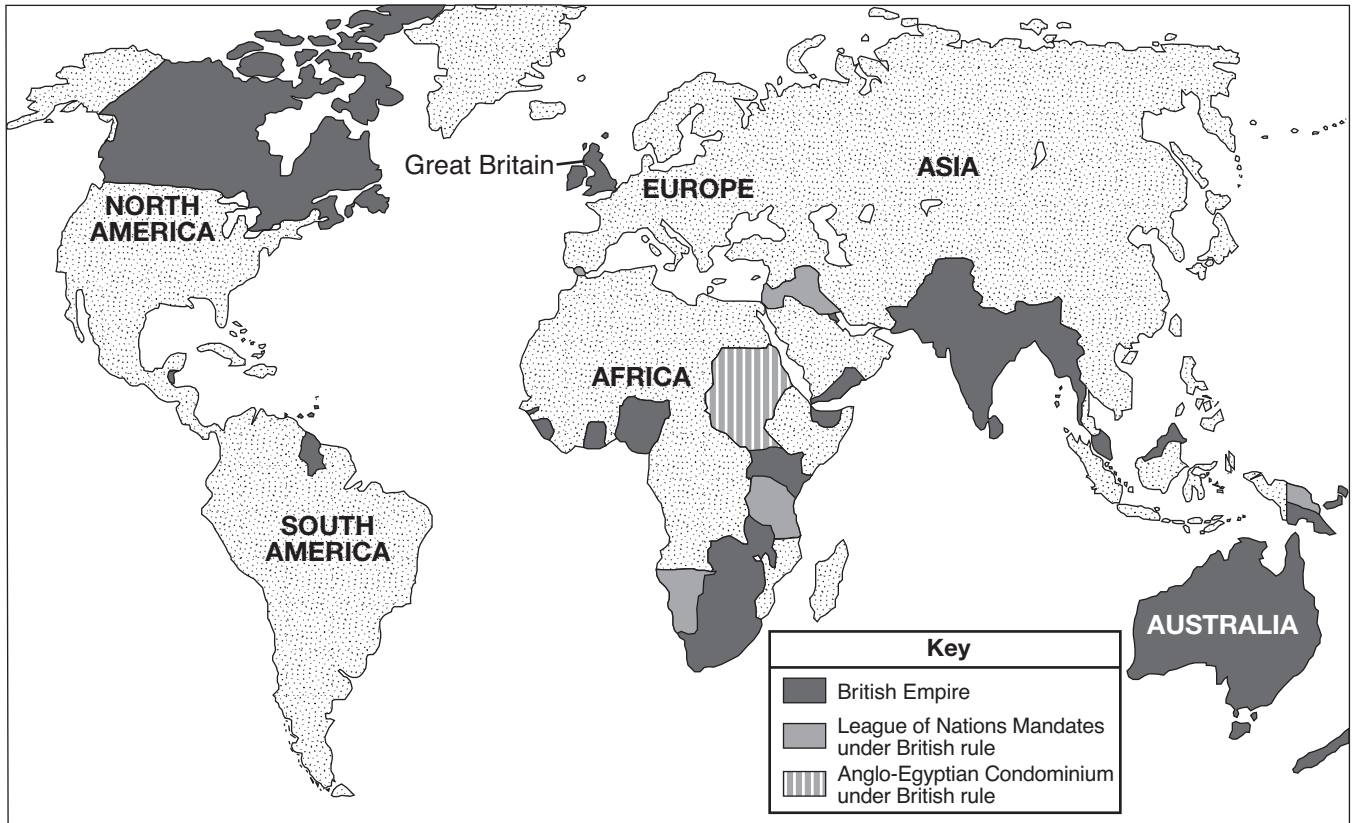 Great Britain
EUROPE
ASIA
NORTH
AMERICA
AFRICA
SOUTH
AMERICA
AUSTRALIA
Key
British Empire
League of Nations Mandates
under British rule
Anglo-Egyptian Condominium
under British rule